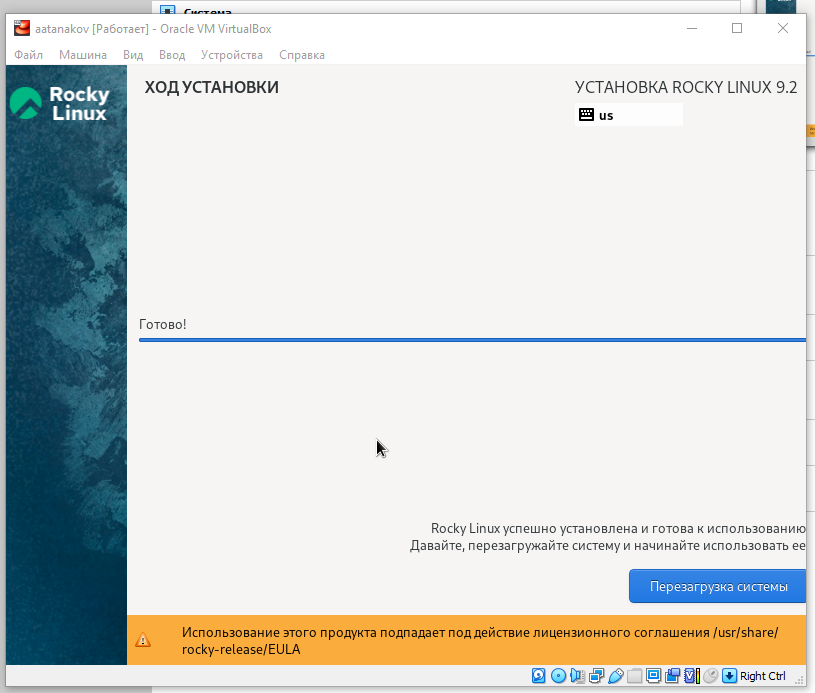 Система
aatanakov [Работает] - Oracle VM VirtualBox
Файл Машина Вид Ввод Устройства Справка
Rocky
Linux
ХОД УСТАНОВКИ
УСТАНОВКА ROCKY LINUX 9.2
us
Готово!
Rocky Linux успешно установлена и готова к использованию
Давайте, перезагружайте систему и начинайте использовать ее
Перезагрузка системы
Использование этого продукта подпадает под действие лицензионного соглашения /usr/share/
rocky-release/EULA
Right Ctrl